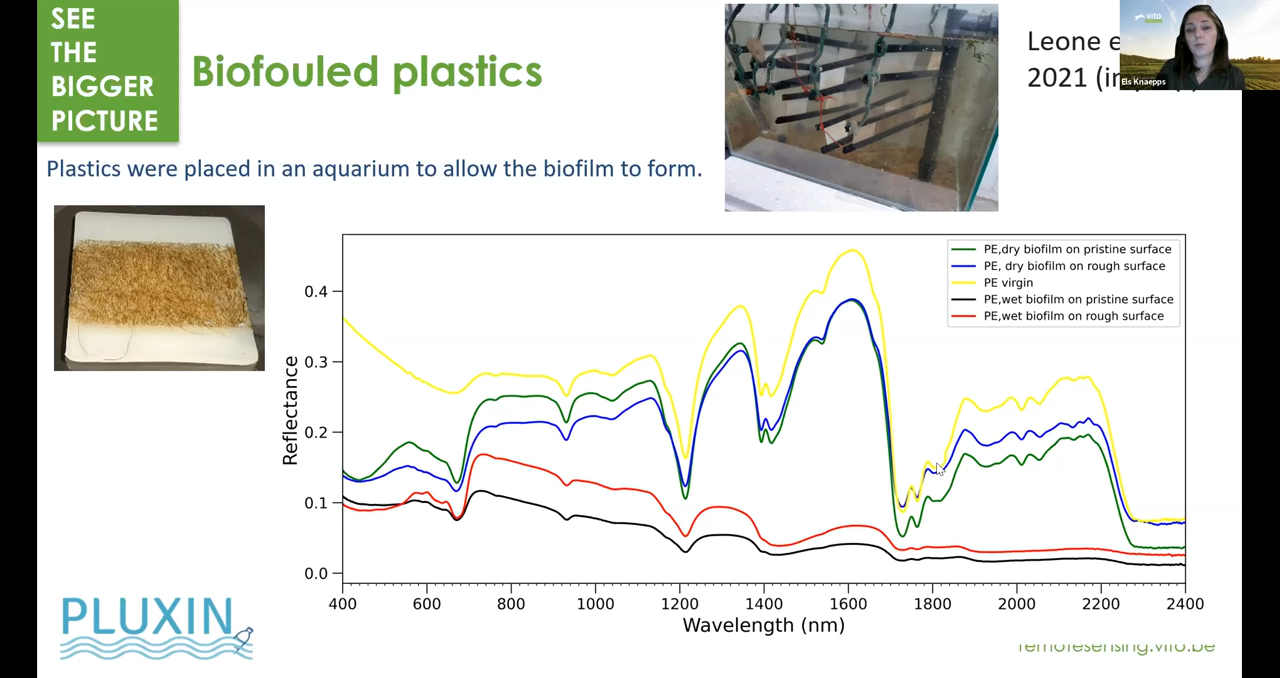 SEE
THE
BIGGER
PICTURE
Biofouled plastics
Leone
2021
vito
Els Knaepps
Plastics were placed in an aquarium to allow the biofilm to form.
PE,dry biofilm on pristine surface
PE, dry biofilm on rough surface
PE virgin
PE,wet biofilm on pristine surface
PE,wet biofilm on rough surface
Reflectance
0.4
0.3
0.2
0.1
0.0
400 600 800 1000 1200 1400 1600 1800 2000 2200 2400
Wavelength (nm)
PLUXIN
remotesensing.vito.be